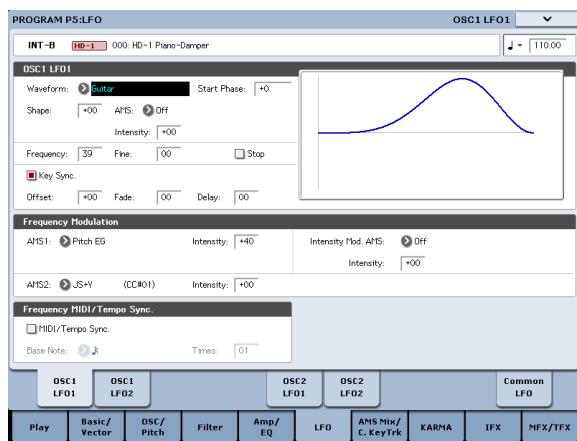 PROGRAM P5:LFO OSC1 LFO1
INT-B HD-1 000: HD-1 Piano-Damper ♩ = 110.00
OSC1 LFO1
Waveform: Guitar Start Phase: +0
Shape: +00 AMS: Off
Intensity: +00
Frequency: 39 Fine: 00 Stop
Key Sync.
Offset: +00 Fade: 00 Delay: 00
Frequency Modulation
AMS1: Pitch EG Intensity: +40 Intensity Mod. AMS: Off
Intensity: +00
AMS2: JS+Y (CC#01) Intensity: +00
Frequency MIDI/Tempo Sync.
MIDI/Tempo Sync.
Base Note: ♪ Times: 01
OSC1 LFO1 OSC1 LFO2 OSC2 LFO1 OSC2 LFO2 Common LFO
Play Basic/Vector OSC/Pitch Filter Amp/EQ LFO AMS Mix/C. KeyTrk KARMA IFX MFX/TFX